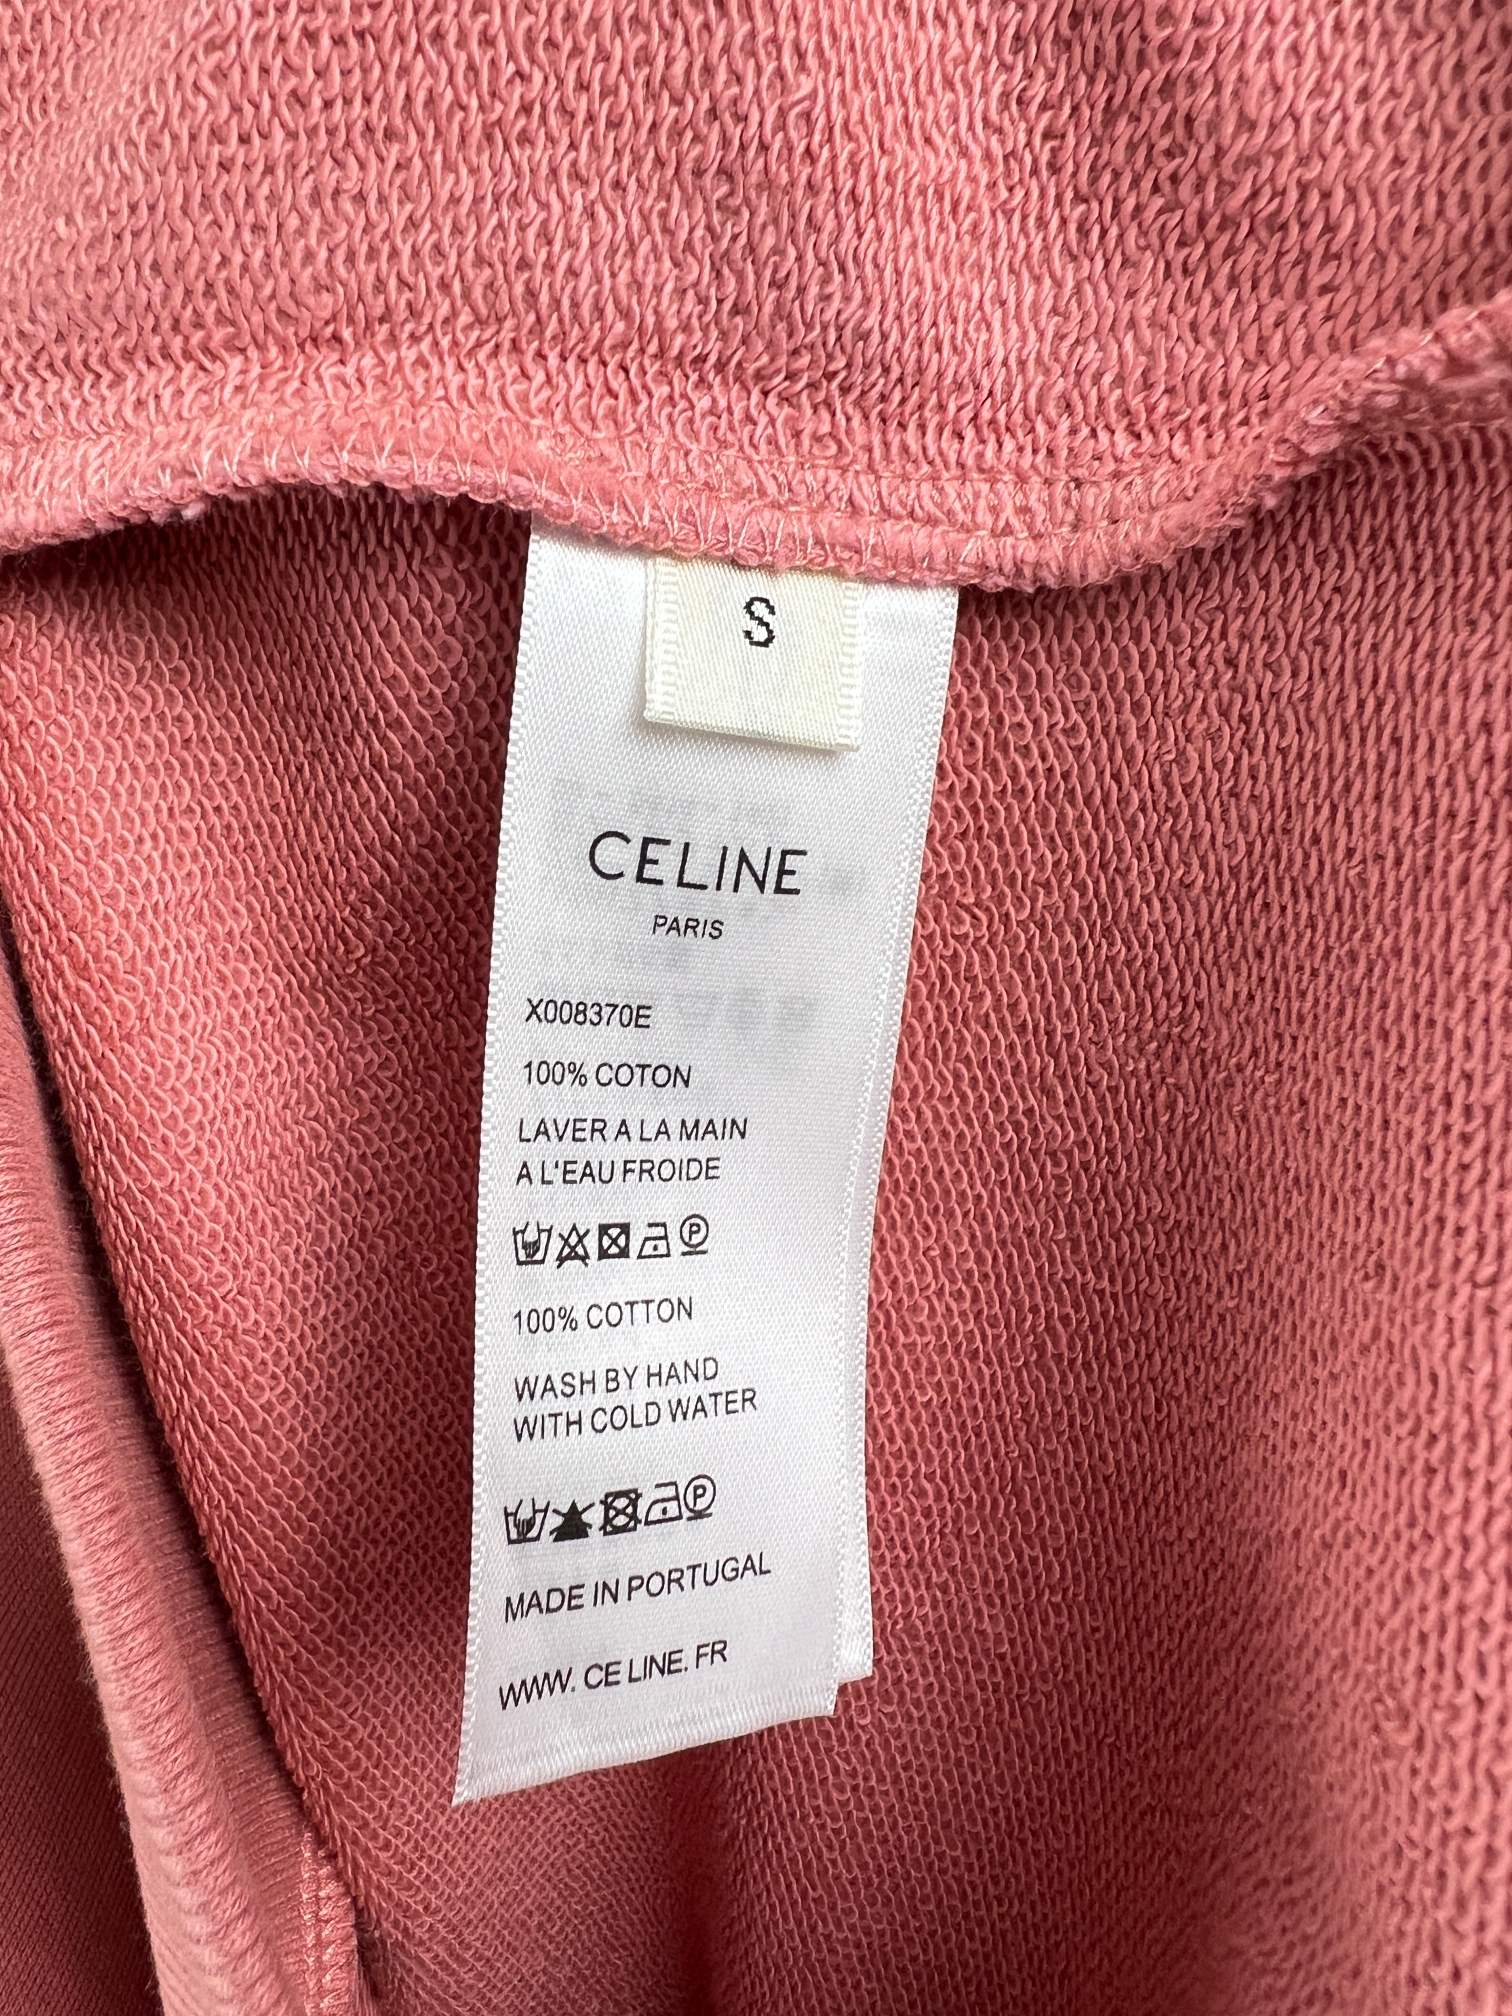 S
CELINE
PARIS
X008370E
100% COTON
LAVER A LA MAIN
A L'EAU FROIDE
P
100% COTTON
WASH BY HAND
WITH COLD WATER
P
MADE IN PORTUGAL
WWW. CE LINE. FR